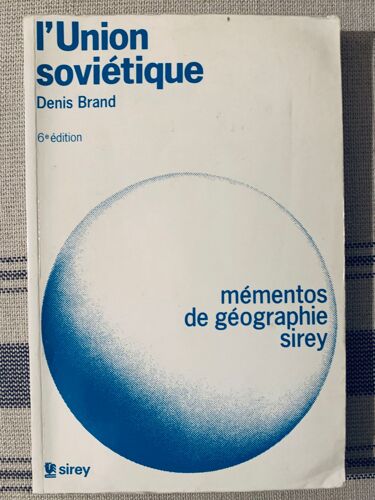 l'Union
soviétique
Denis Brand
6e édition
mémentos
de géographie
sirey
sirey